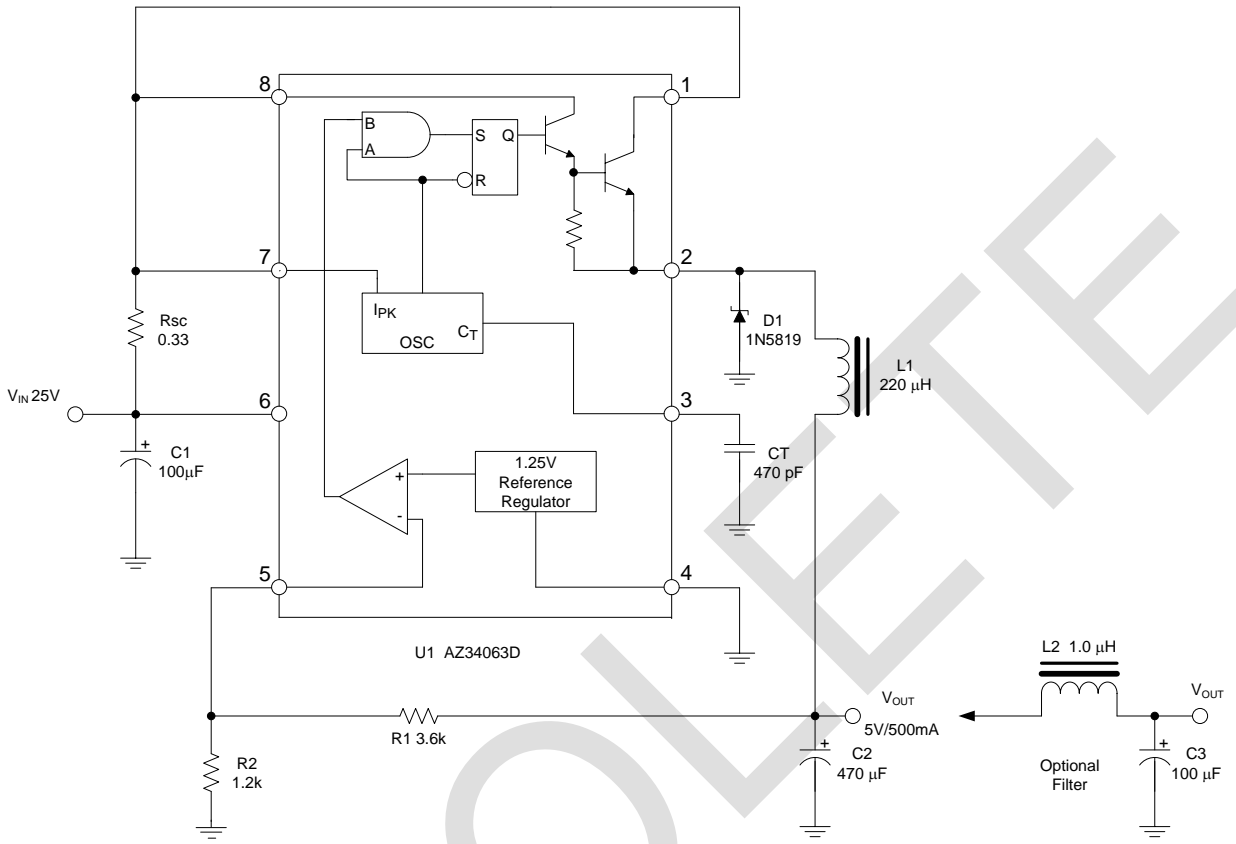 8
1
B
A
S
Q
R
7
2
IPK
OSC
CT
Rsc
0.33
D1
1N5819
L1
220 μH
VIN 25V
6
3
C1
100μF
+
CT
470 pF
1.25V
Reference
Regulator
+
-
5
4
U1 AZ34063D
L2 1.0 μH
VOUT
5V/500mA
VOUT
R1 3.6k
R2
1.2k
+
C2
470 μF
Optional
Filter
+
C3
100 μF
OLETE